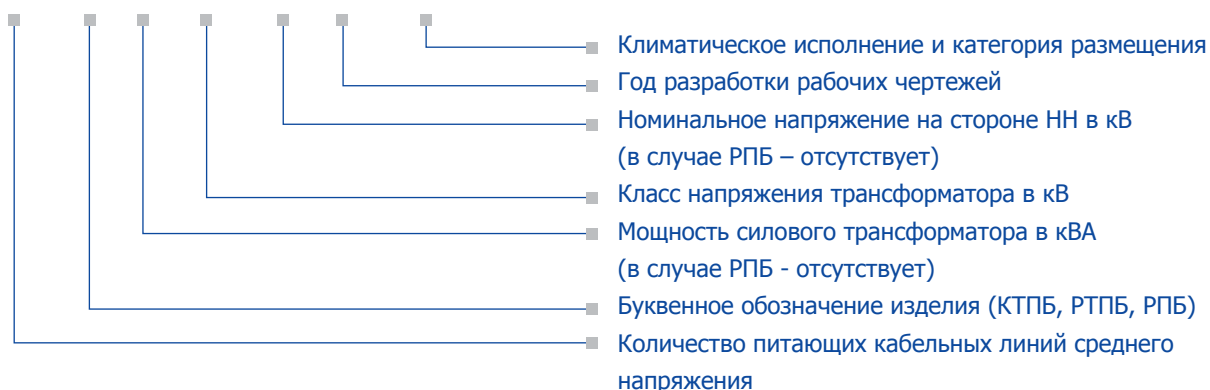 Климатическое исполнение и категория размещения
Год разработки рабочих чертежей
Номинальное напряжение на стороне НН в кВ
(в случае РПБ – отсутствует)
Класс напряжения трансформатора в кВ
Мощность силового трансформатора в кВА
(в случае РПБ - отсутствует)
Буквенное обозначение изделия (КТПБ, РТПБ, РПБ)
Количество питающих кабельных линий среднего
напряжения